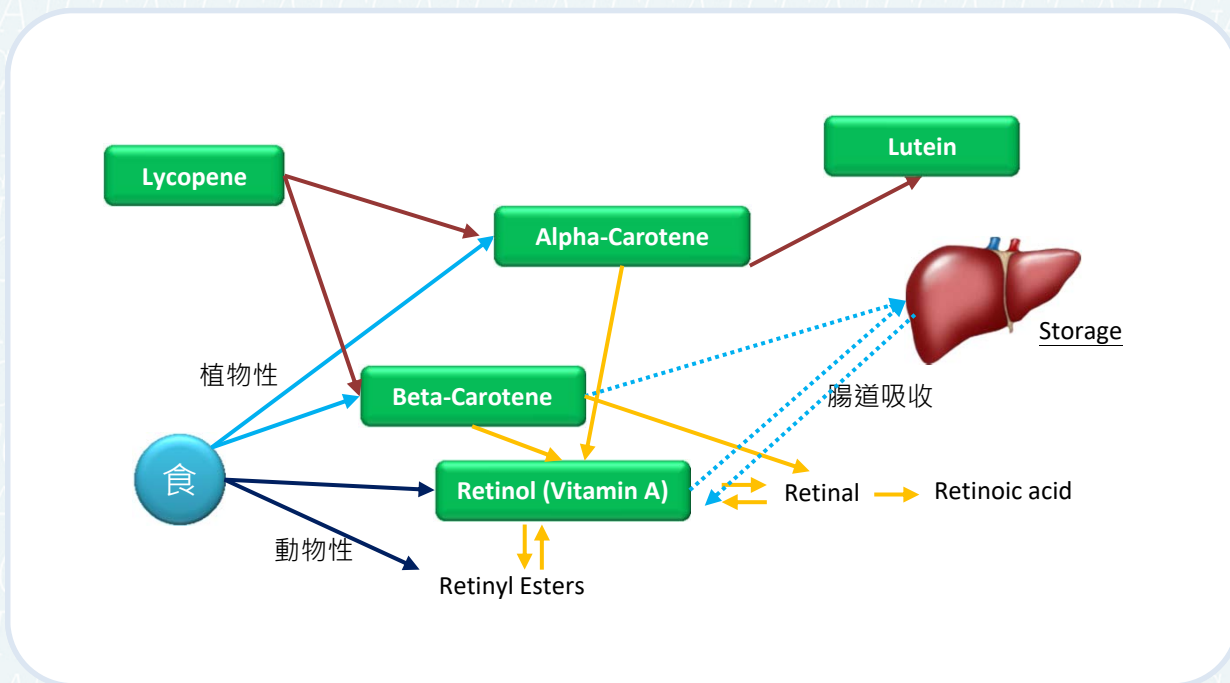 Lutein
Lycopene
Alpha-Carotene
Storage
植物性
Beta-Carotene
腸道吸收
食
Retinol (Vitamin A)
Retinal
Retinoic acid
動物性
Retinyl Esters